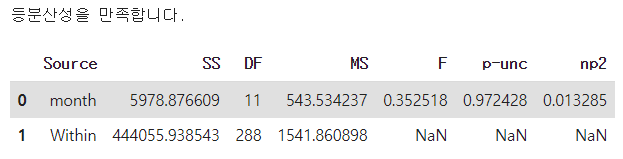 등분산성을 만족합니다.
Source SS DF MS F p-unc np2
0 month 5978.876609 11 543.534237 0.352518 0.972428 0.013285
1 Within 444055.938543 288 1541.860898 NaN NaN NaN